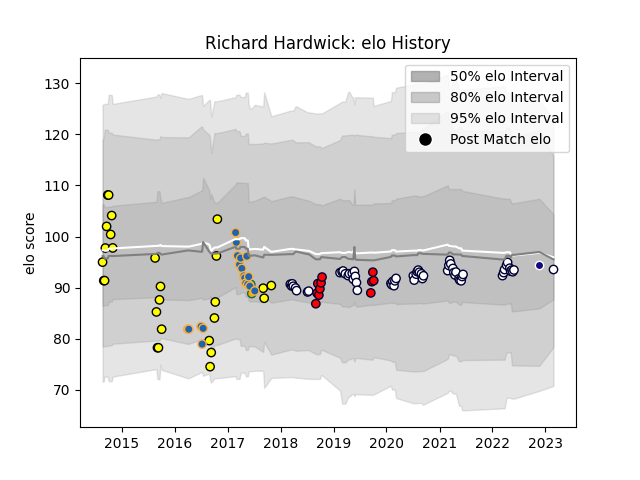 Richard Hardwick: elo History
elo score
130
120
110
100
90
80
70
50% elo Interval
80% elo Interval
95% elo Interval
Post Match elo
2015 2016 2017 2018 2019 2020 2021 2022 2023